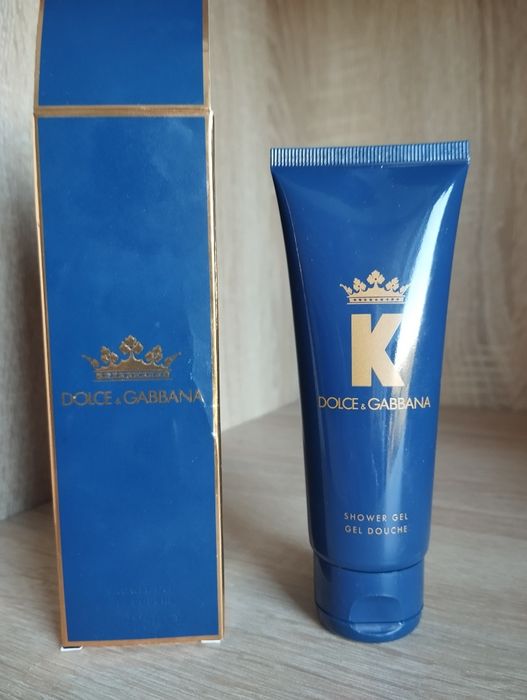 DOLCE & GABBANA
K
DOLCE & GABBANA
SHOWER GEL
GEL DOUCHE